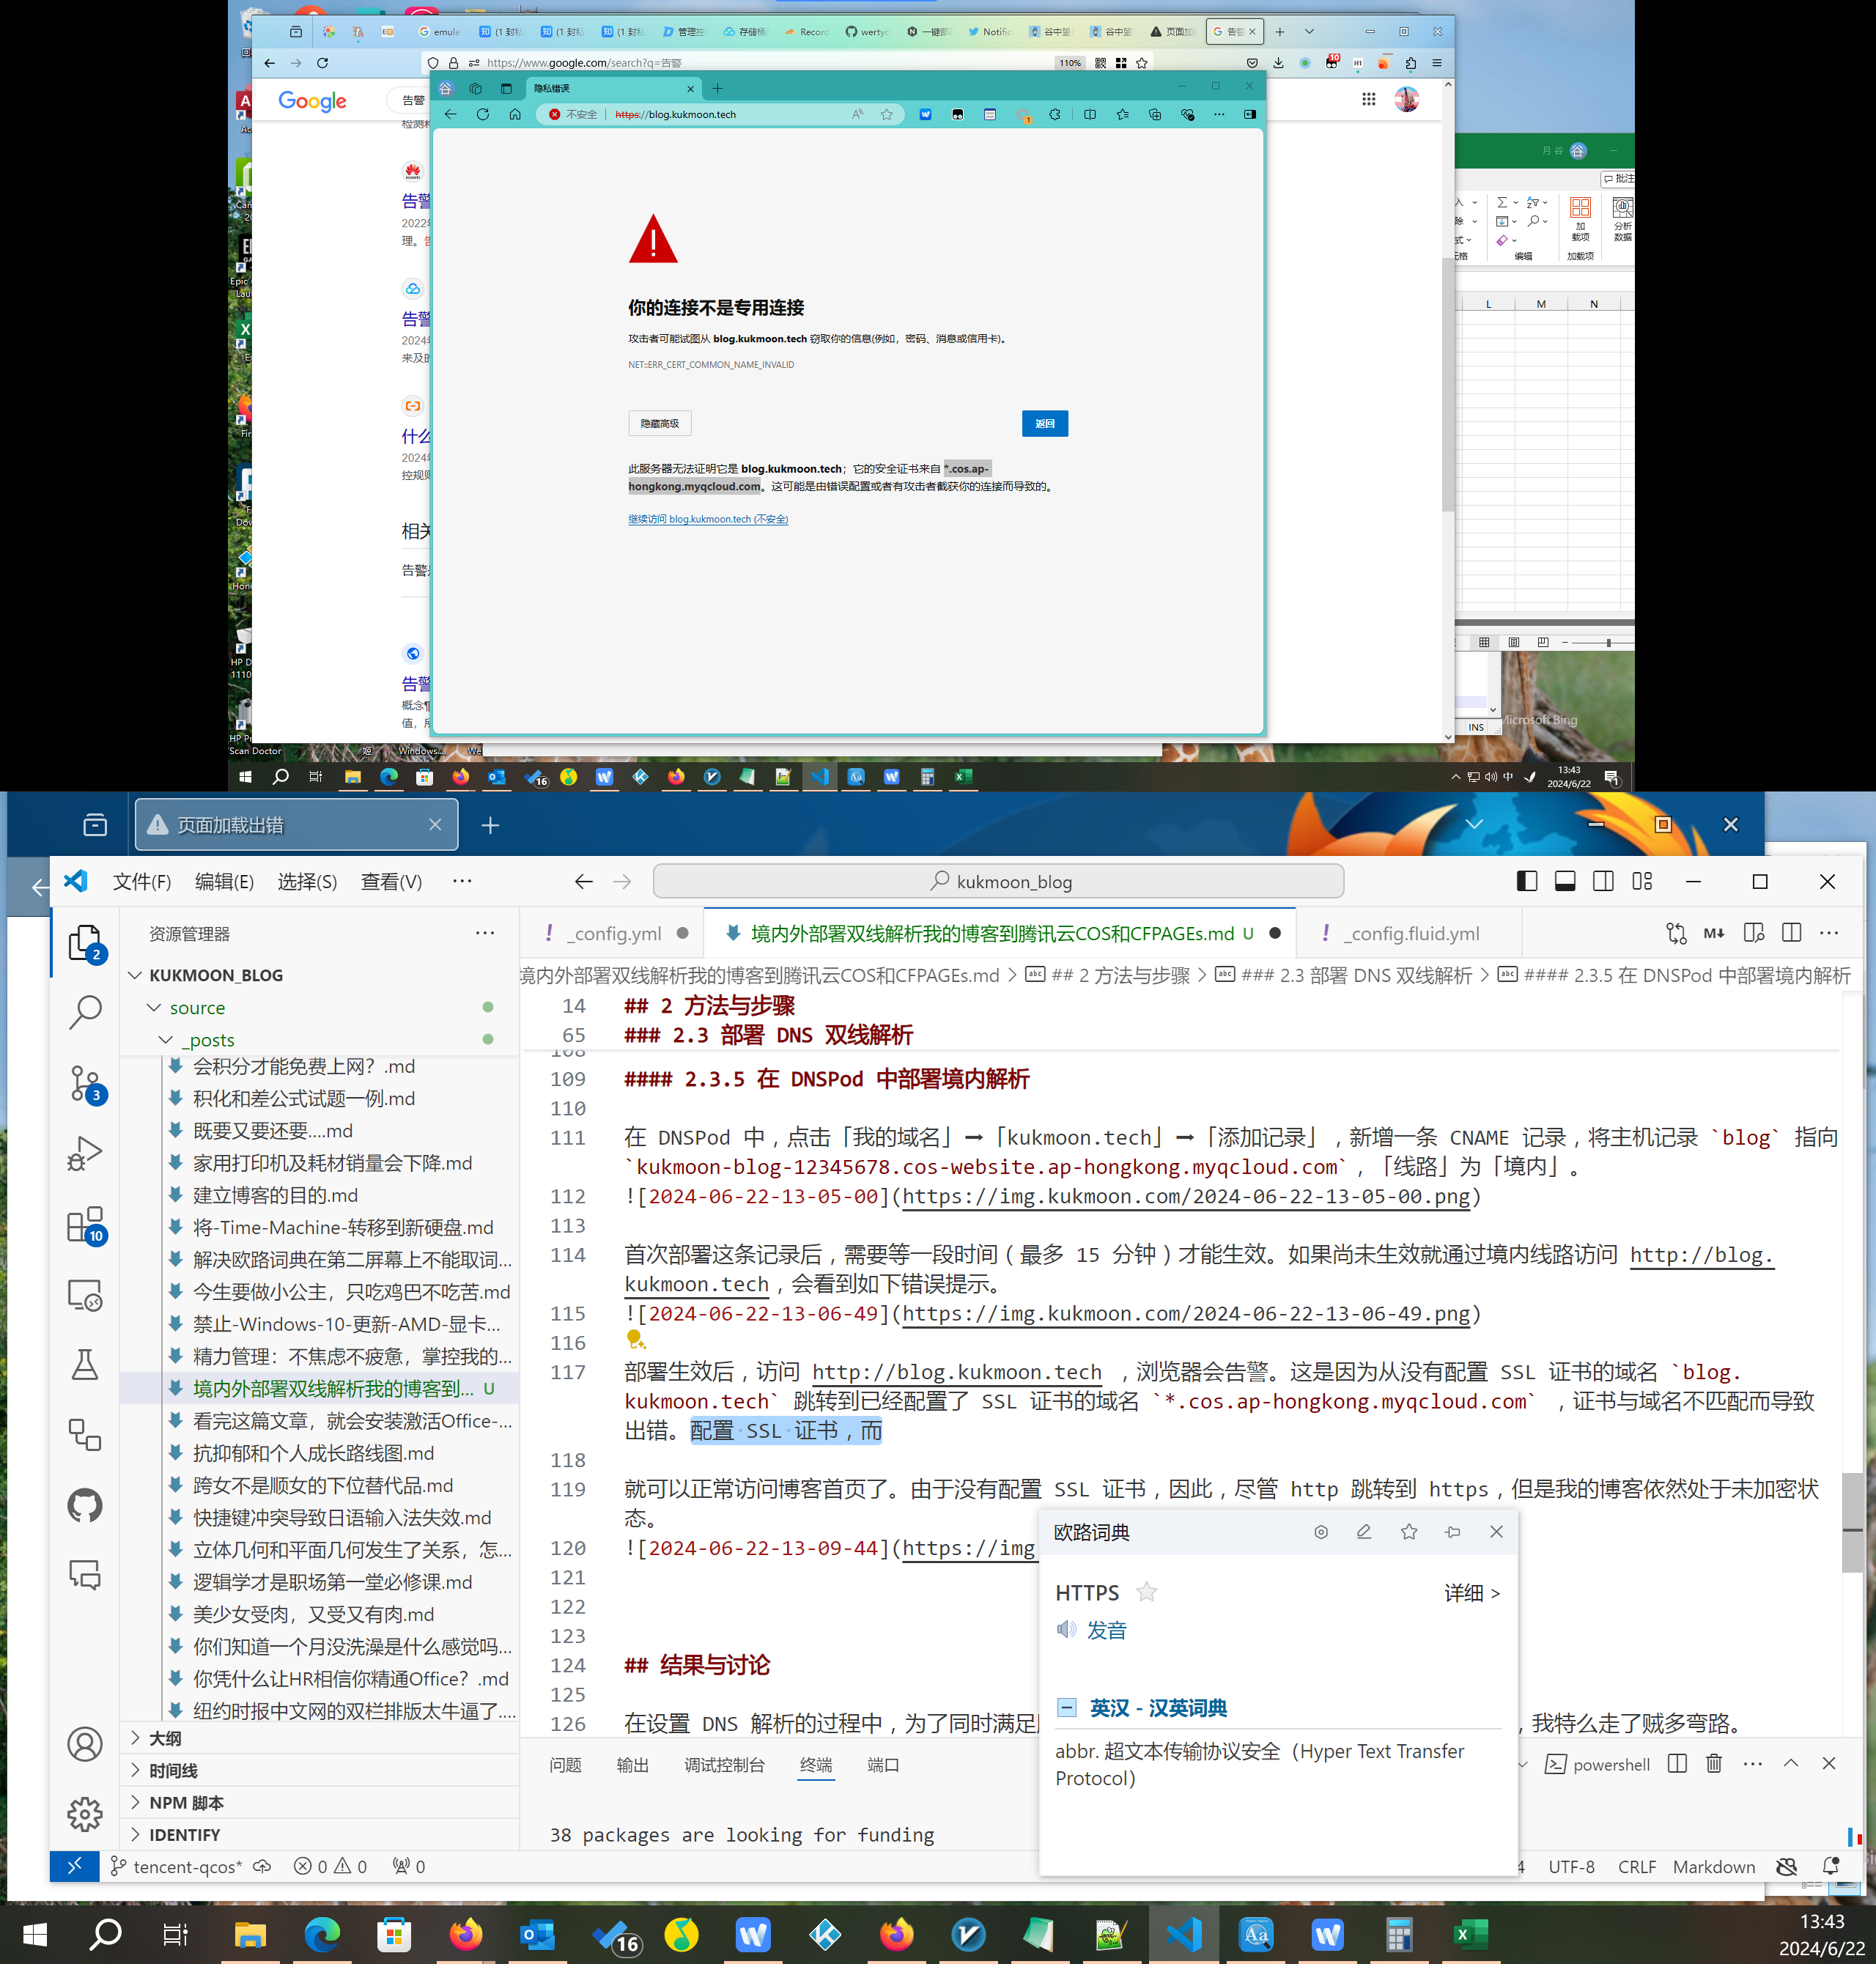 emule
(1 封私
(1 封私
(1 封私
管理控
存储桶
Record
wertyc
一键部
Notific
谷中望
谷中望
页面加
告警
https://www.google.com/search?q=告警
110%
10
Google
告警
隐私错误
不安全
https://blog.kukmoon.tech
月 谷
批注
加
载项
分析
数据
编辑
加载项
L M N
告警
2022年
告警
2024年
来及时
什么
2024年
控规则
相关
告警
概念
你的连接不是专用连接
攻击者可能试图从 blog.kukmoon.tech 窃取你的信息(例如，密码、消息或信用卡)。
NET::ERR_CERT_COMMON_NAME_INVALID
隐藏高级
返回
此服务器无法证明它是 blog.kukmoon.tech；它的安全证书来自 *.cos.ap-
hongkong.myqcloud.com。这可能是由错误配置或者有攻击者截获你的连接而导致的。
继续访问 blog.kukmoon.tech (不安全)
Microsoft Bing
INS
HP D
1110
HP P
Scan Doctor
Windows...
16
中
13:43
2024/6/22
页面加载出错
文件(F) 编辑(E) 选择(S) 查看(V) ···
kukmoon_blog
资源管理器
_config.yml
境内外部署双线解析我的博客到腾讯云COS和CFPAGEs.md U
_config.fluid.yml
境内外部署双线解析我的博客到腾讯云COS和CFPAGEs.md > ## 2 方法与步骤 > ### 2.3 部署 DNS 双线解析 > #### 2.3.5 在 DNSPod 中部署境内解析
2
3
10
KUKMOON_BLOG
source
_posts
会积分才能免费上网？.md
积化和差公式试题一例.md
既要又要还要....md
家用打印机及耗材销量会下降.md
建立博客的目的.md
将-Time-Machine-转移到新硬盘.md
解决欧路词典在第二屏幕上不能取词...
今生要做小公主，只吃鸡巴不吃苦.md
禁止-Windows-10-更新-AMD-显卡...
精力管理：不焦虑不疲惫，掌控我的...
境内外部署双线解析我的博客到... U
看完这篇文章，就会安装激活Office-...
抗抑郁和个人成长路线图.md
跨女不是顺女的下位替代品.md
快捷键冲突导致日语输入法失效.md
立体几何和平面几何发生了关系，怎...
逻辑学才是职场第一堂必修课.md
美少女受肉，又受又有肉.md
你们知道一个月没洗澡是什么感觉吗...
你凭什么让HR相信你精通Office？.md
纽约时报中文网的双栏排版太牛逼了....
大纲
时间线
NPM 脚本
IDENTIFY
14 ## 2 方法与步骤
65 ### 2.3 部署 DNS 双线解析
108
109 #### 2.3.5 在 DNSPod 中部署境内解析
110
111 在 DNSPod 中，点击「我的域名」→「kukmoon.tech」→「添加记录」，新增一条 CNAME 记录，将主机记录 `blog` 指向
`kukmoon-blog-12345678.cos-website.ap-hongkong.myqcloud.com`，「线路」为「境内」。
112 ![2024-06-22-13-05-00](https://img.kukmoon.com/2024-06-22-13-05-00.png)
113
114 首次部署这条记录后，需要等一段时间（最多 15 分钟）才能生效。如果尚未生效就通过境内线路访问 http://blog.
kukmoon.tech，会看到如下错误提示。
115 ![2024-06-22-13-06-49](https://img.kukmoon.com/2024-06-22-13-06-49.png)
116
117 部署生效后，访问 http://blog.kukmoon.tech ，浏览器会告警。这是因为从没有配置 SSL 证书的域名 `blog.
kukmoon.tech` 跳转到已经配置了 SSL 证书的域名 `*.cos.ap-hongkong.myqcloud.com` ，证书与域名不匹配而导致
出错。配置 SSL 证书，而
118
119 就可以正常访问博客首页了。由于没有配置 SSL 证书，因此，尽管 http 跳转到 https，但是我的博客依然处于未加密状
态。
120 ![2024-06-22-13-09-44](https://img
121
122
123
124 ## 结果与讨论
125
126 在设置 DNS 解析的过程中，为了同时满足 ，我特么走了贼多弯路。
欧路词典
HTTPS
详细 >
发音
英汉 - 汉英词典
abbr. 超文本传输协议安全（Hyper Text Transfer
Protocol）
问题 输出 调试控制台 终端 端口
powershell
38 packages are looking for funding
tencent-qcos* 0 0 0
4 UTF-8 CRLF Markdown
16
13:43
2024/6/22